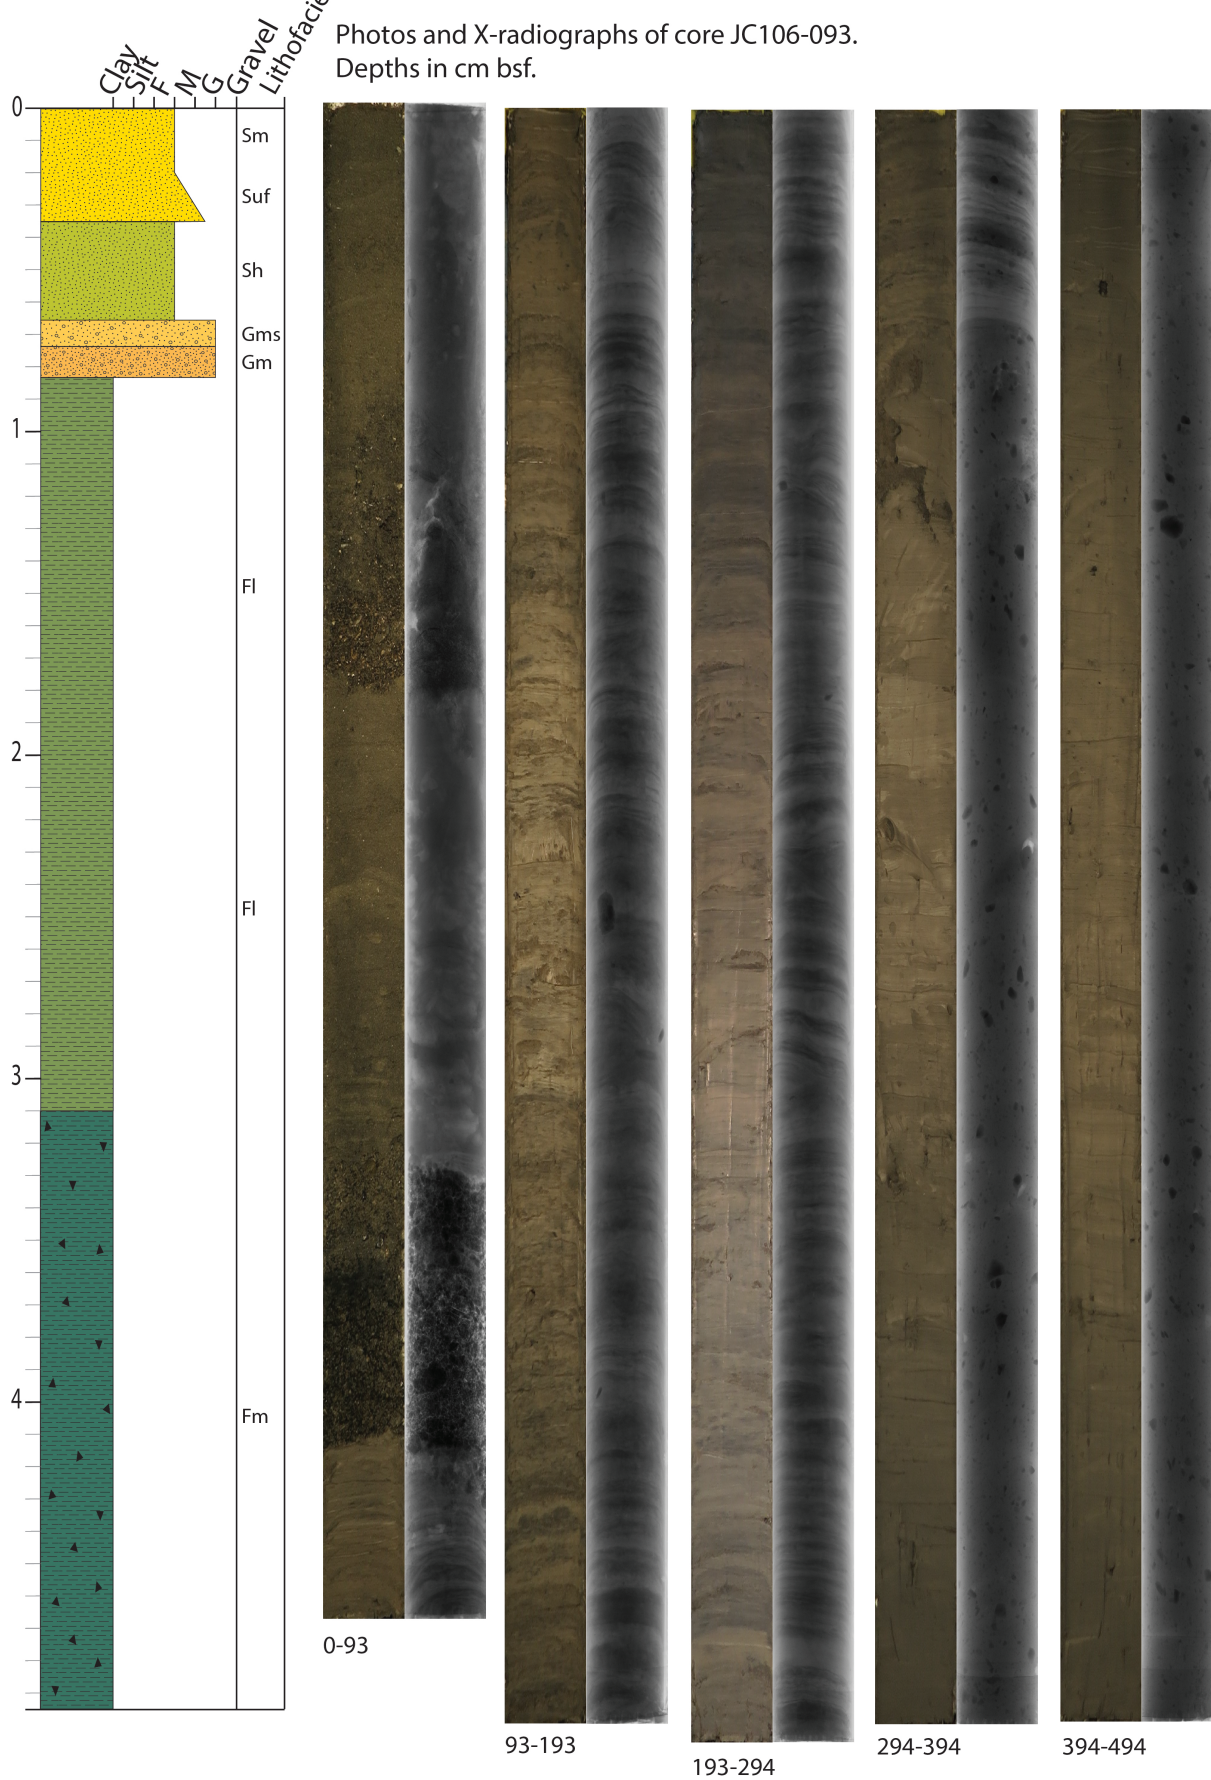 Photos and X-radiographs of core JC106-093.
Depths in cm bsf.
Clay
Silt
F
M
G
Gravel
0
Sm
Suf
Sh
Gms
Gm
1
Fl
2
Fl
3
4
Fm
0-93
93-193
193-294
294-394
394-494